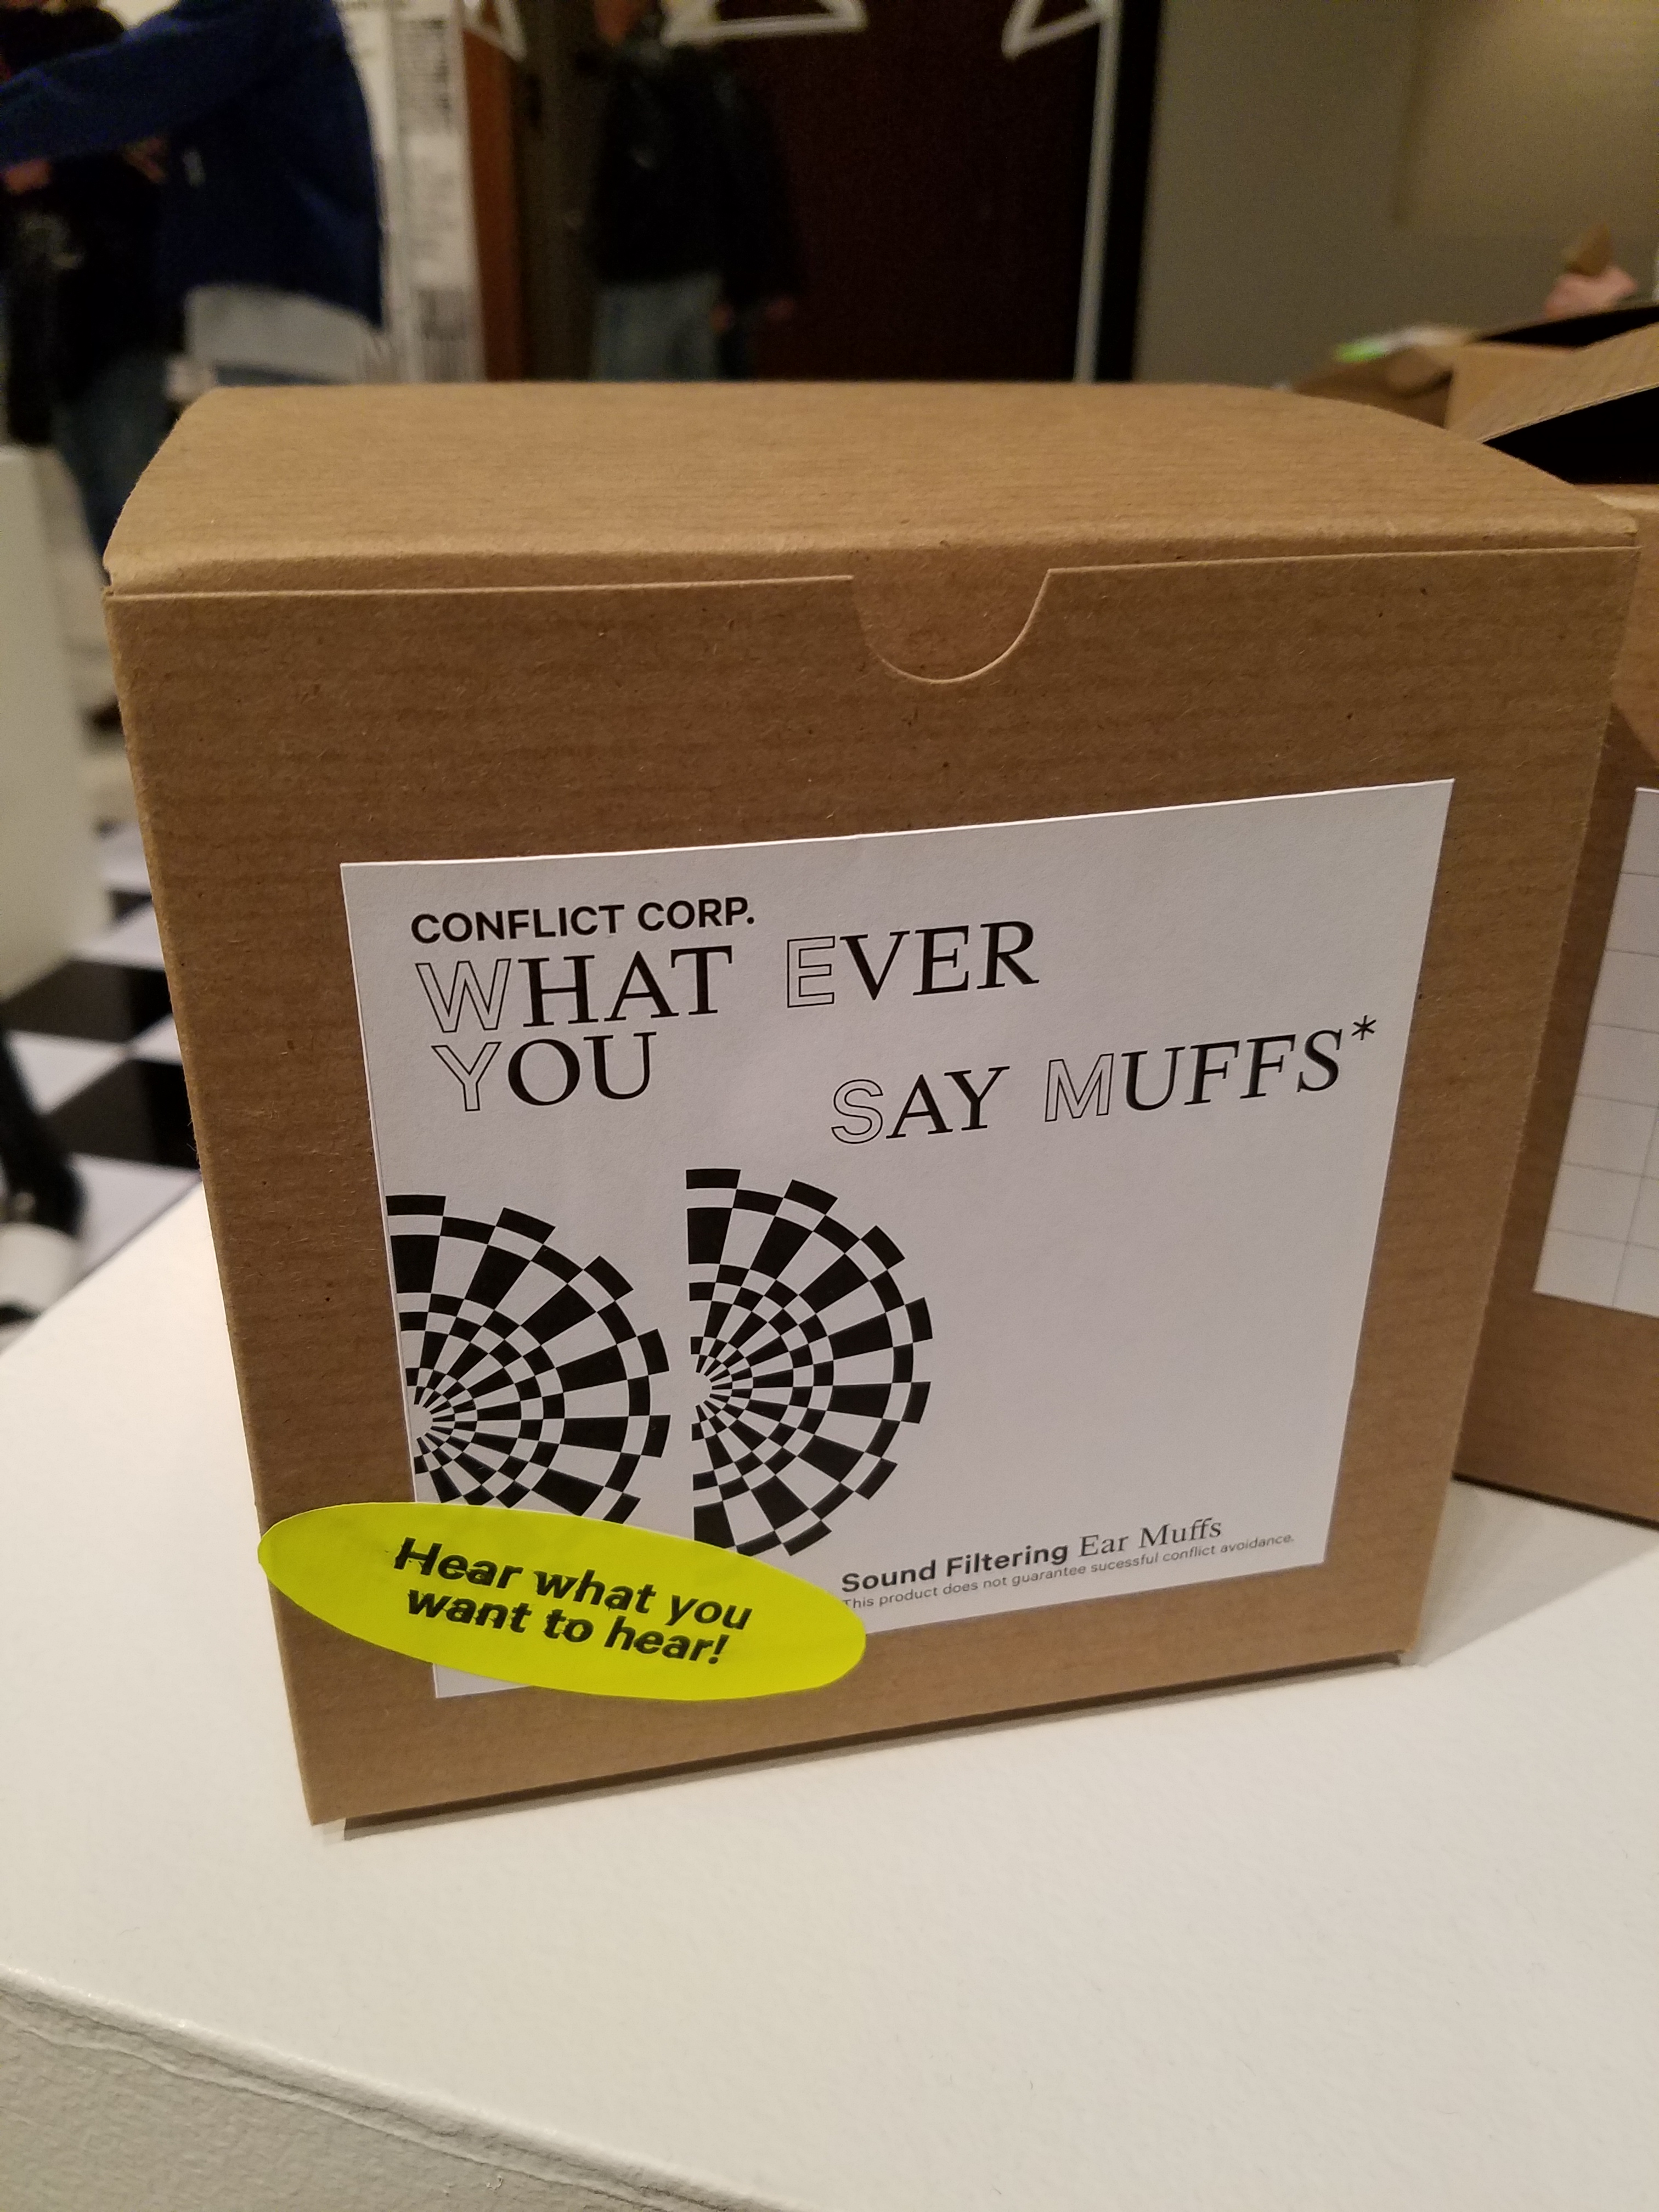 CONFLICT CORP.
WHAT EVER
YOU
SAY MUFFS*
Hear what you
want to hear!
Sound Filtering Ear Muffs
This product does not guarantee sucessful conflict avoidance.